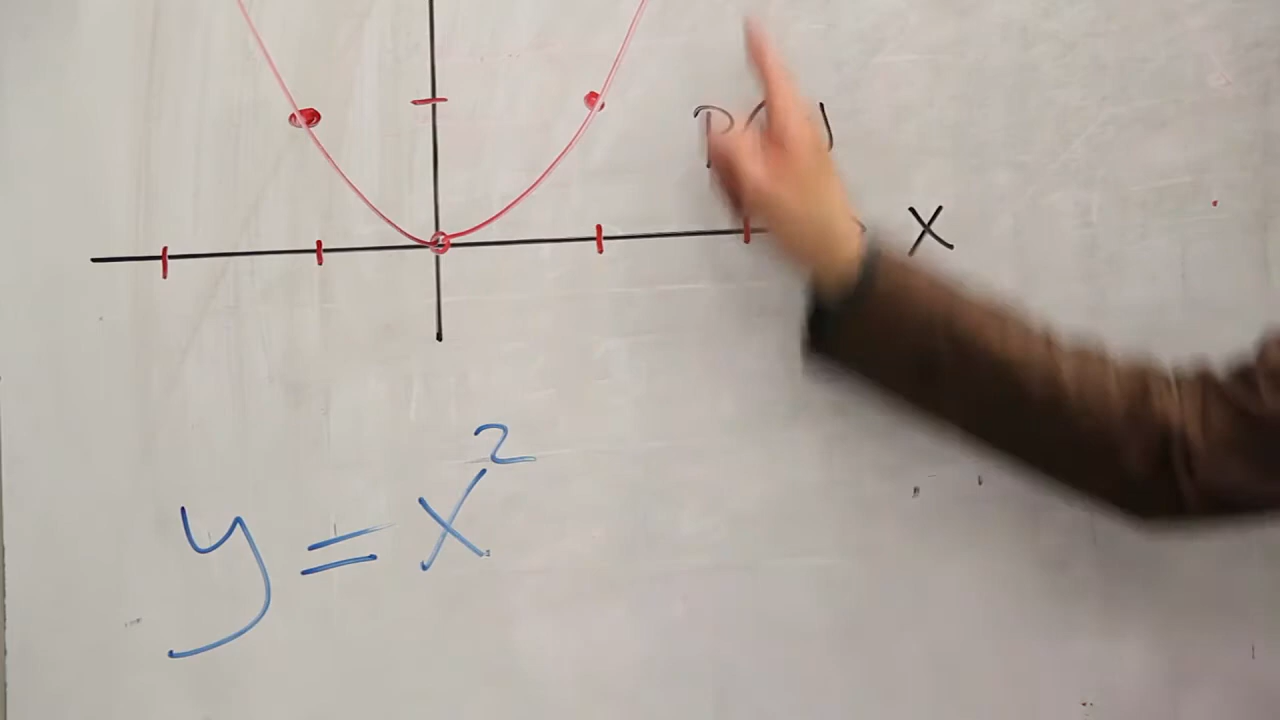 X
y = x²